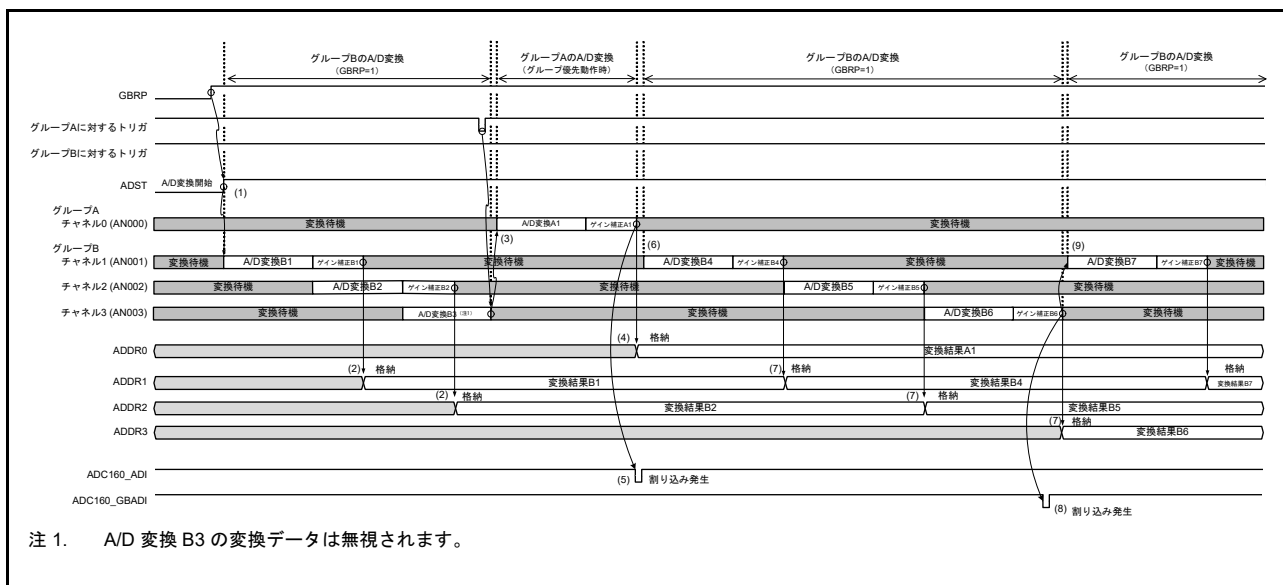 グループBのA/D変換
(GBRP=1)
グループAのA/D変換
(グループ優先動作時)
グループBのA/D変換
(GBRP=1)
グループBのA/D変換
(GBRP=1)
GBRP
グループAに対するトリガ
グループBに対するトリガ
ADST A/D変換開始 (1)
グループA
チャネル0 (AN000) 変換待機 A/D変換A1 ゲイン補正A1 変換待機
(3) (6) (9)
グループB
チャネル1 (AN001) 変換待機 A/D変換B1 ゲイン補正B1 変換待機 A/D変換B4 ゲイン補正B4 変換待機 A/D変換B7 ゲイン補正B7 変換待機
チャネル2 (AN002) 変換待機 A/D変換B2 ゲイン補正B2 変換待機 A/D変換B5 ゲイン補正B5 変換待機
チャネル3 (AN003) 変換待機 A/D変換B3 (注1) 変換待機 A/D変換B6 ゲイン補正B6 変換待機
(4) 格納
ADDR0 変換結果A1
(2) 格納 (7) 格納 格納
ADDR1 変換結果B1 変換結果B4 変換結果B7
(2) 格納 (7) 格納
ADDR2 変換結果B2 変換結果B5
(7) 格納
ADDR3 変換結果B6
ADC160_ADI (5) 割り込み発生
ADC160_GBADI (8) 割り込み発生
注 1. A/D 変換 B3 の変換データは無視されます。